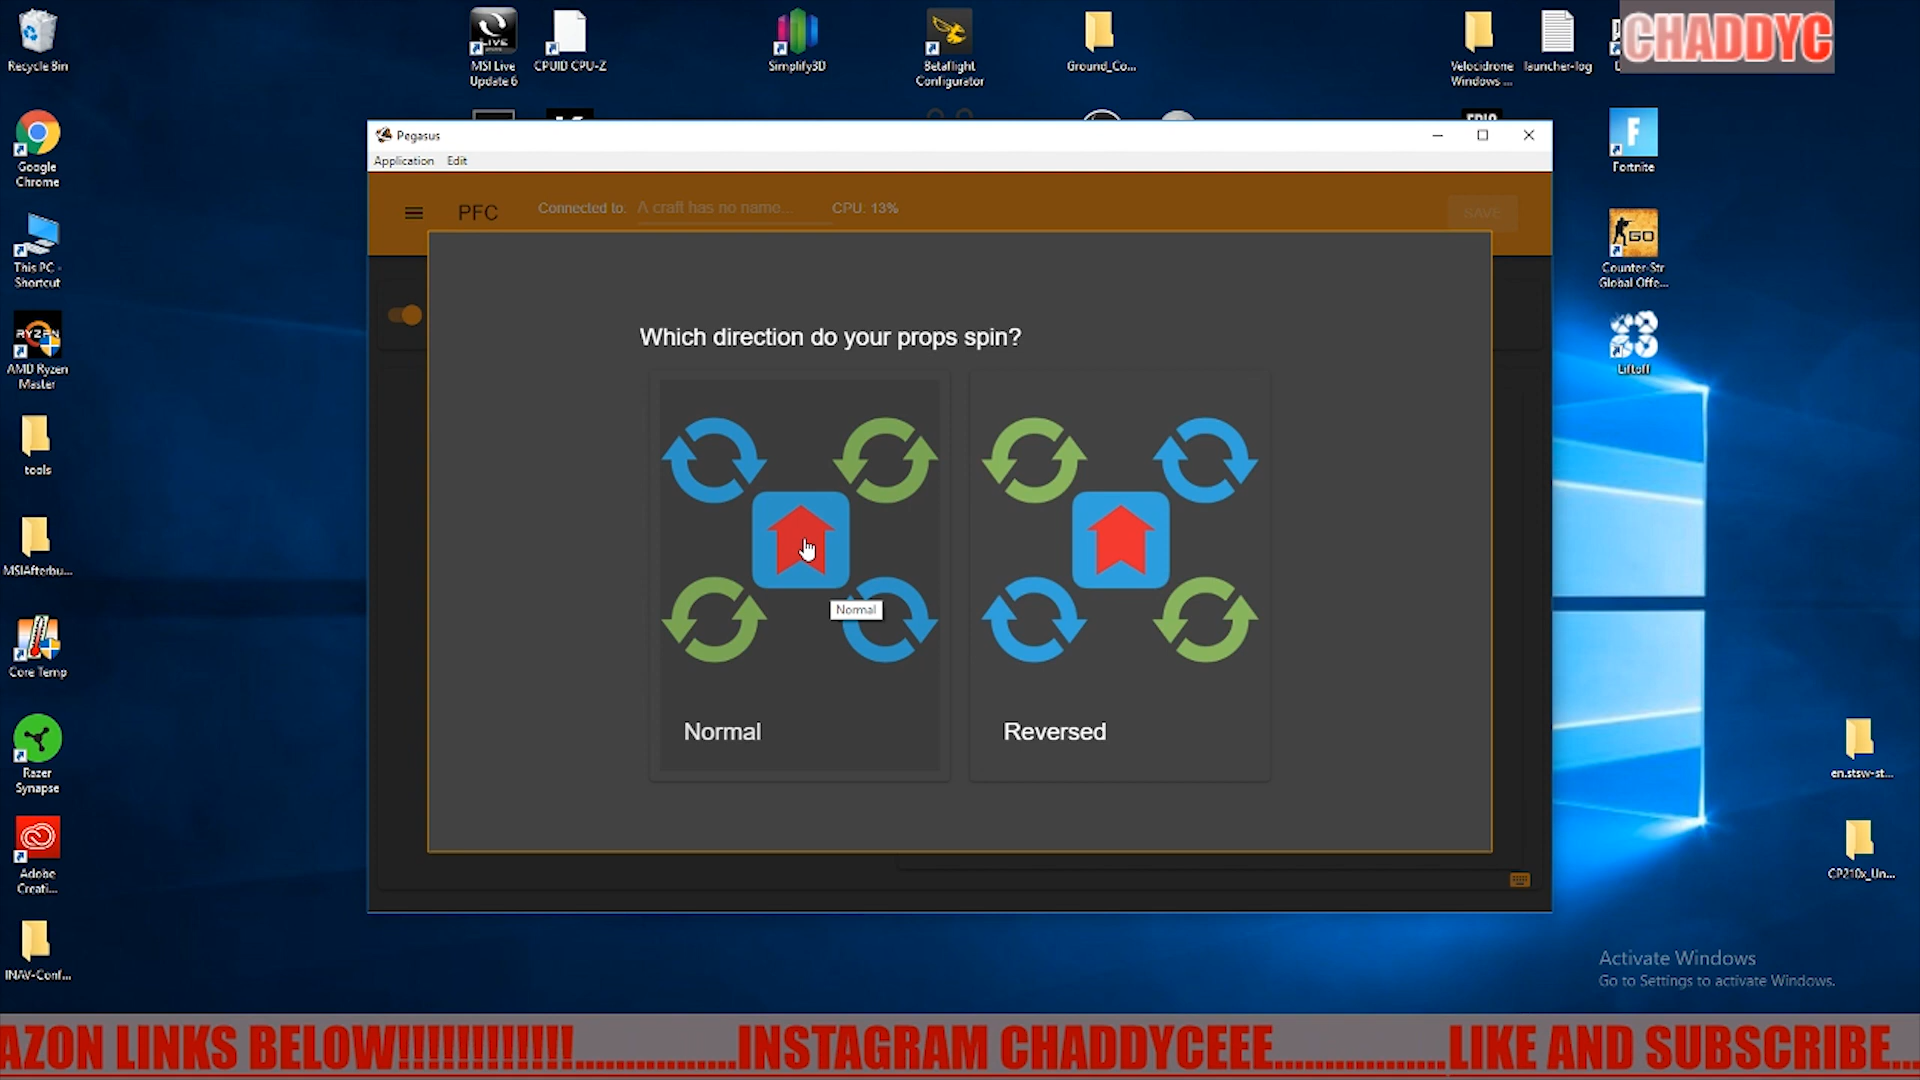 Recycle Bin
MSI Live
Update 6
CPUID CPU-Z
Simplify3D
Betaflight
Configurator
Ground_Co...
Velocidrone
Windows ...
launcher-log
CHADDYC
Google
Chrome
Pegasus
Application Edit
Fortnite
PFC
Connected to:
A craft has no name...
CPU: 13%
SAVE
This PC -
Shortcut
GO
Counter-Str
Global Offe...
RYZEN
AMD Ryzen
Master
Which direction do your props spin?
Liftoff
tools
MSIAfterbu...
Normal
Core Temp
Normal
Reversed
Razer
Synapse
en.stsw-st...
Adobe
Creati...
CP210x_Un...
INAV-Conf...
Activate Windows
Go to Settings to activate Windows.
AZON LINKS BELOW!!!!!!!!!!!!!...............INSTAGRAM CHADDYCEEE................LIKE AND SUBSCRIBE...